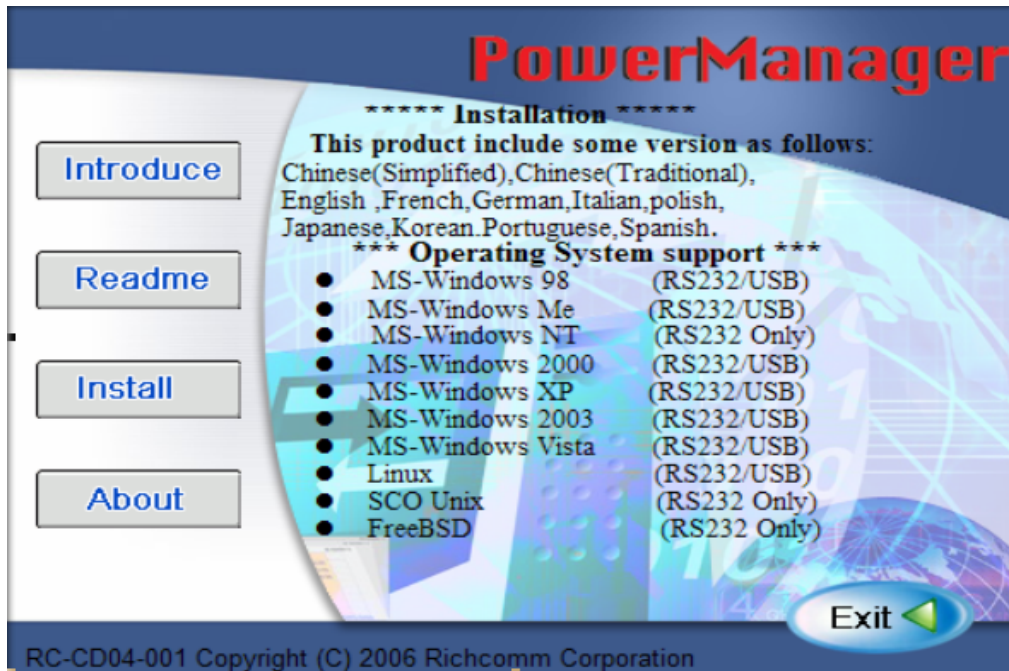 PowerManager
***** Installation *****
This product include some version as follows:
Chinese(Simplified),Chinese(Traditional),
English ,French,German,Italian,polish,
Japanese,Korean.Portuguese,Spanish.
*** Operating System support ***
● MS-Windows 98 (RS232/USB)
● MS-Windows Me (RS232/USB)
● MS-Windows NT (RS232 Only)
● MS-Windows 2000 (RS232/USB)
● MS-Windows XP (RS232/USB)
● MS-Windows 2003 (RS232/USB)
● MS-Windows Vista (RS232/USB)
● Linux (RS232/USB)
● SCO Unix (RS232 Only)
● FreeBSD (RS232 Only)
Introduce
Readme
Install
About
Exit
RC-CD04-001 Copyright (C) 2006 Richcomm Corporation